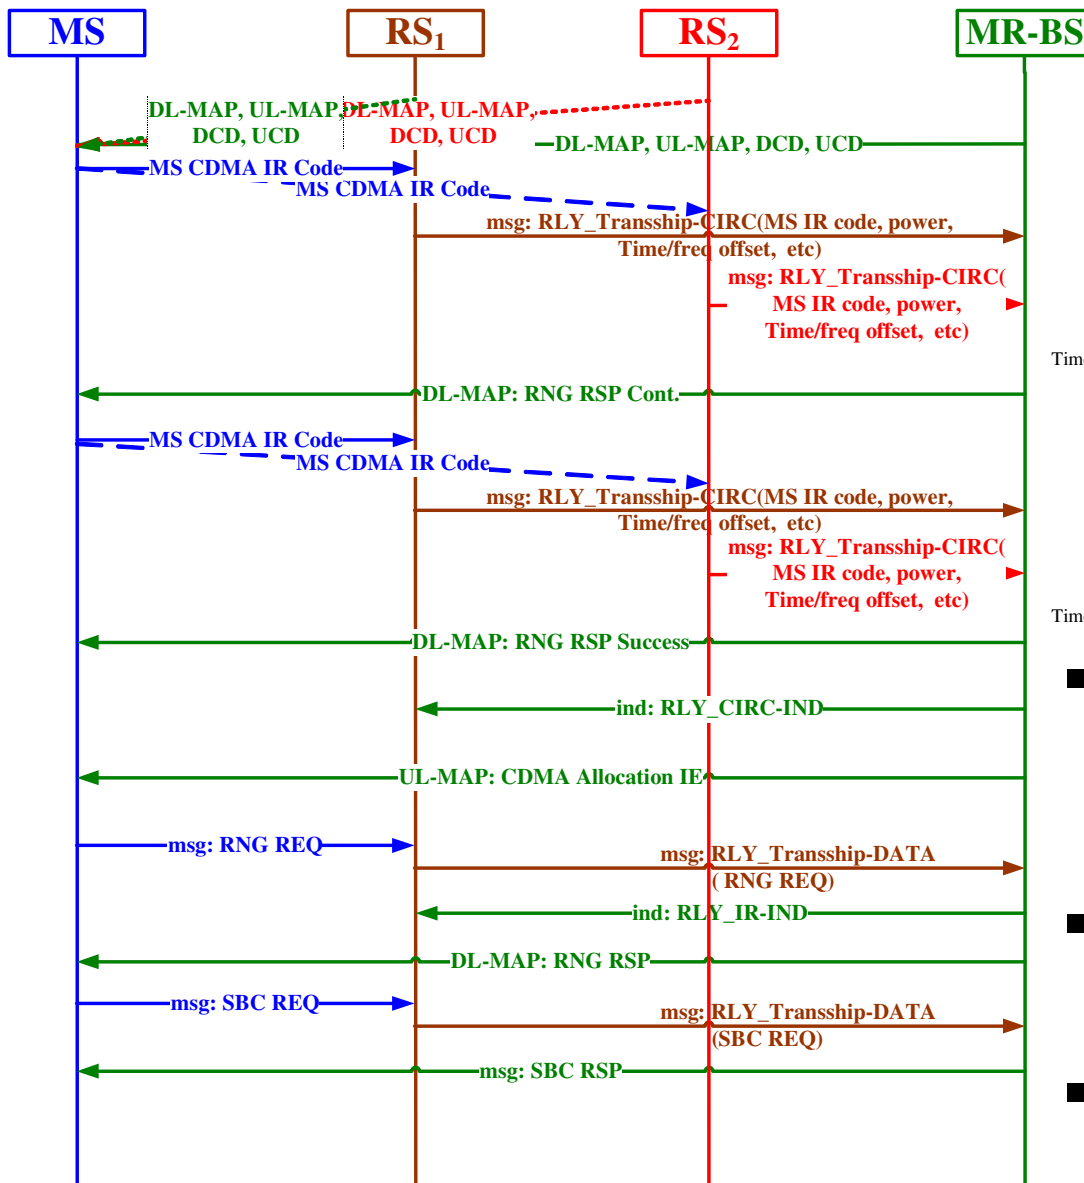 MS
RS1
RS2
MR-BS
DL-MAP, UL-MAP,
DCD, UCD
DL-MAP, UL-MAP,
DCD, UCD
DL-MAP, UL-MAP, DCD, UCD
MS CDMA IR Code
MS CDMA IR Code
msg: RLY_Transship-CIRC(MS IR code, power,
Time/freq offset, etc)
msg: RLY_Transship-CIRC(
MS IR code, power,
Time/freq offset, etc)
Time
DL-MAP: RNG RSP Cont.
MS CDMA IR Code
MS CDMA IR Code
msg: RLY_Transship-CIRC(MS IR code, power,
Time/freq offset, etc)
msg: RLY_Transship-CIRC(
MS IR code, power,
Time/freq offset, etc)
Time
DL-MAP: RNG RSP Success
ind: RLY_CIRC-IND
UL-MAP: CDMA Allocation IE
msg: RNG REQ
msg: RLY_Transship-DATA
( RNG REQ)
ind: RLY_IR-IND
DL-MAP: RNG RSP
msg: SBC REQ
msg: RLY_Transship-DATA
(SBC REQ)
msg: SBC RSP